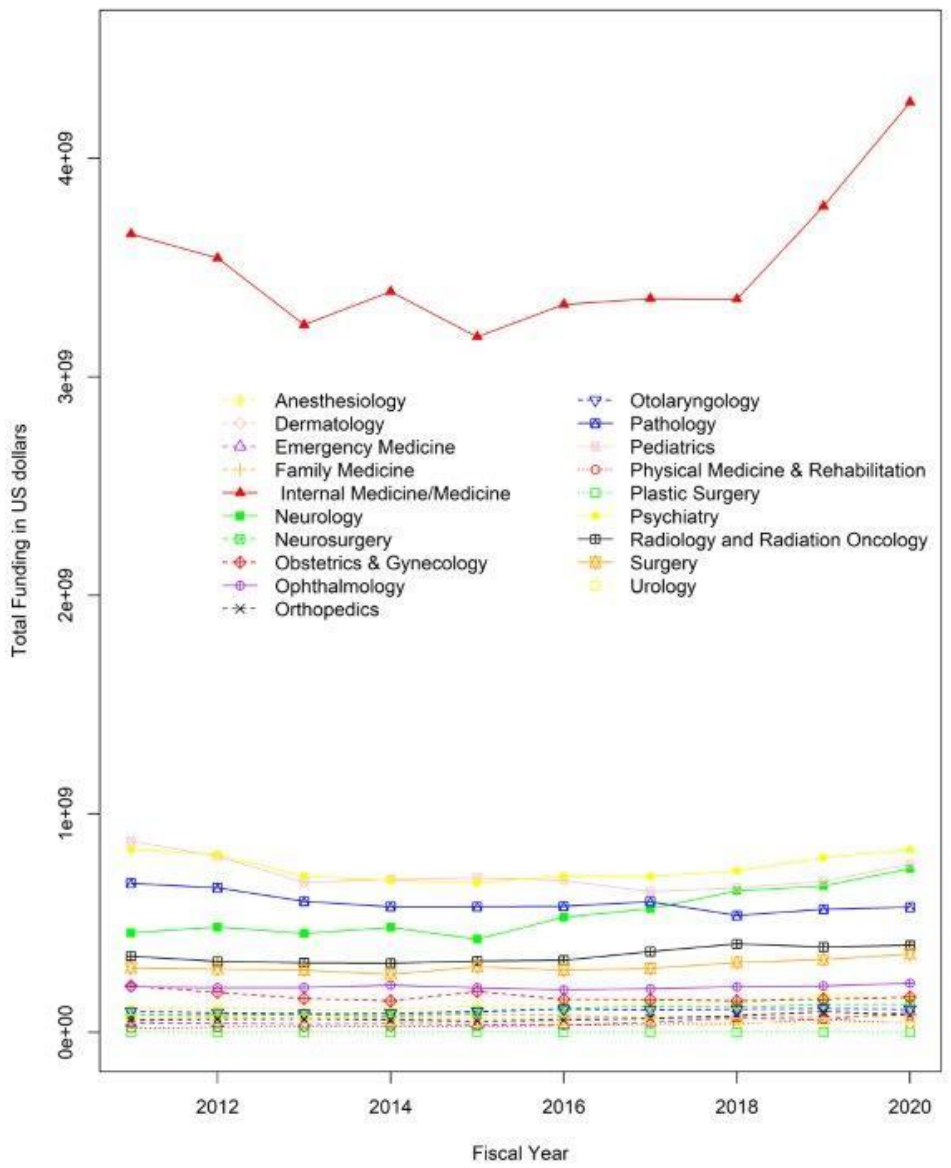 4e+09
3e+09
2e+09
1e+09
0e+00
Total Funding in US dollars
Anesthesiology
Dermatology
Emergency Medicine
Family Medicine
Internal Medicine/Medicine
Neurology
Neurosurgery
Obstetrics & Gynecology
Ophthalmology
Orthopedics
Otolaryngology
Pathology
Pediatrics
Physical Medicine & Rehabilitation
Plastic Surgery
Psychiatry
Radiology and Radiation Oncology
Surgery
Urology
2012 2014 2016 2018 2020
Fiscal Year